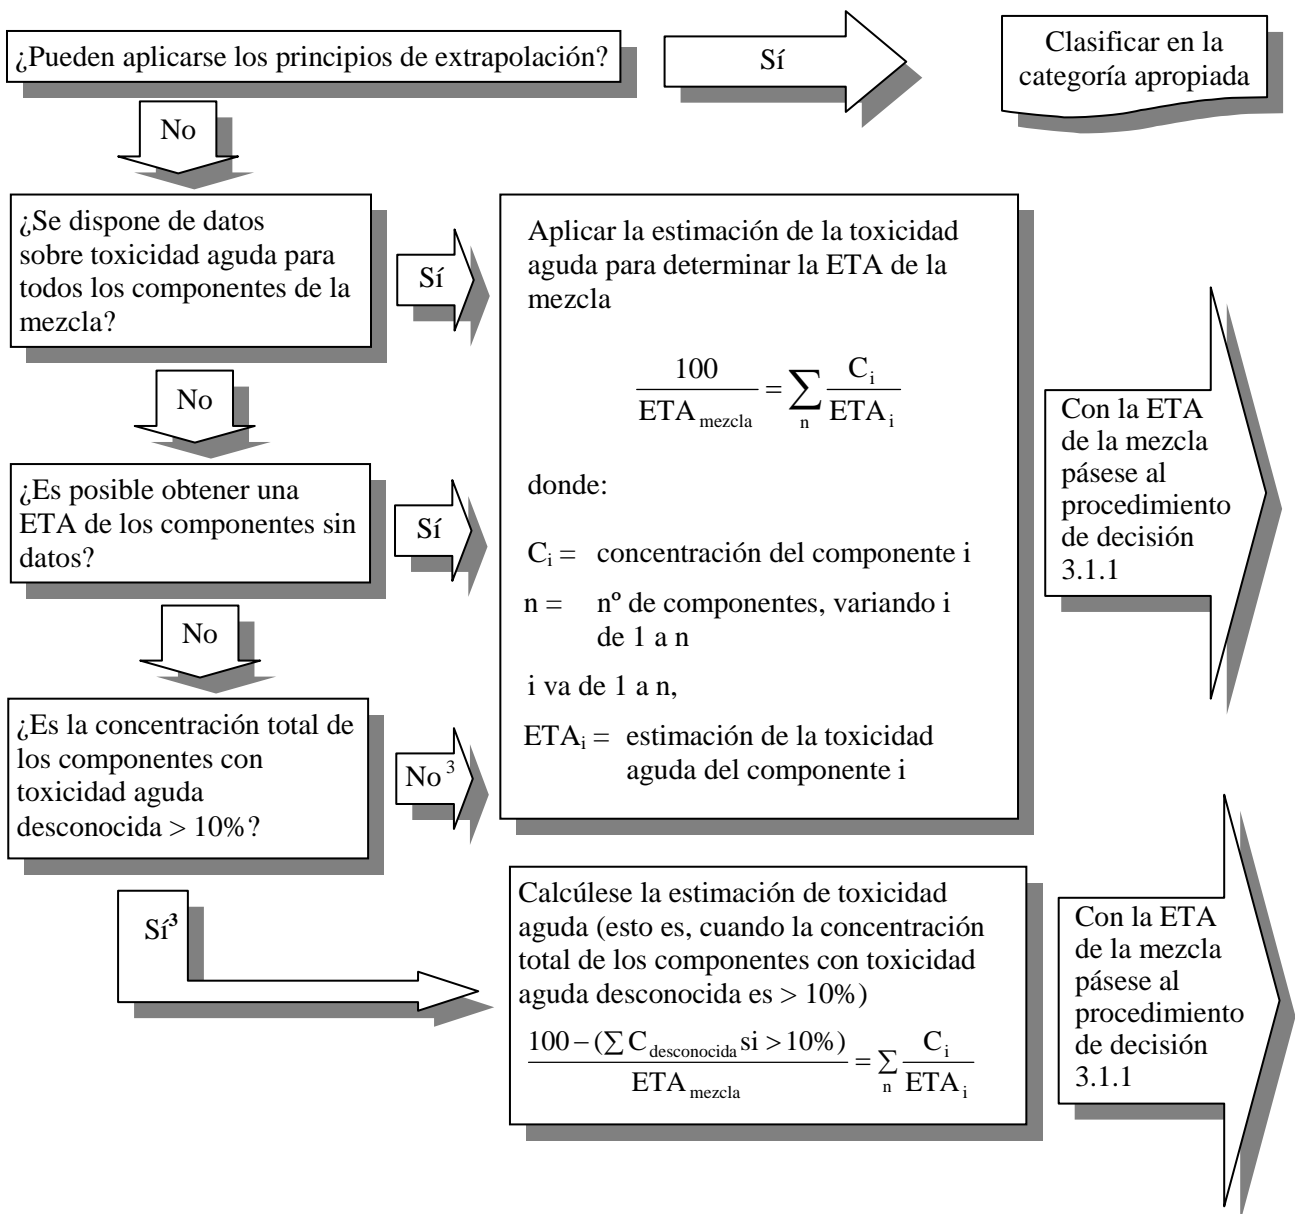 ¿Pueden aplicarse los principios de extrapolación?
Sí
Clasificar en la
categoría apropiada
No
¿Se dispone de datos
sobre toxicidad aguda para
todos los componentes de la
mezcla?
Sí
No
¿Es posible obtener una
ETA de los componentes sin
datos?
Sí
No
¿Es la concentración total de
los componentes con
toxicidad aguda
desconocida > 10%?
No ³
Sí³
Aplicar la estimación de la toxicidad
aguda para determinar la ETA de la
mezcla
100 / ETA mezcla = ∑ n C i / ETA i
donde:
C i = concentración del componente i
n = nº de componentes, variando i
de 1 a n
i va de 1 a n,
ETA i = estimación de la toxicidad
aguda del componente i
Con la ETA
de la mezcla
pásese al
procedimiento
de decisión
3.1.1
Calcúlese la estimación de toxicidad
aguda (esto es, cuando la concentración
total de los componentes con toxicidad
aguda desconocida es > 10%)
100 – (∑ C desconocida si > 10%) / ETA mezcla = ∑ n C i / ETA i
Con la ETA
de la mezcla
pásese al
procedimiento
de decisión
3.1.1